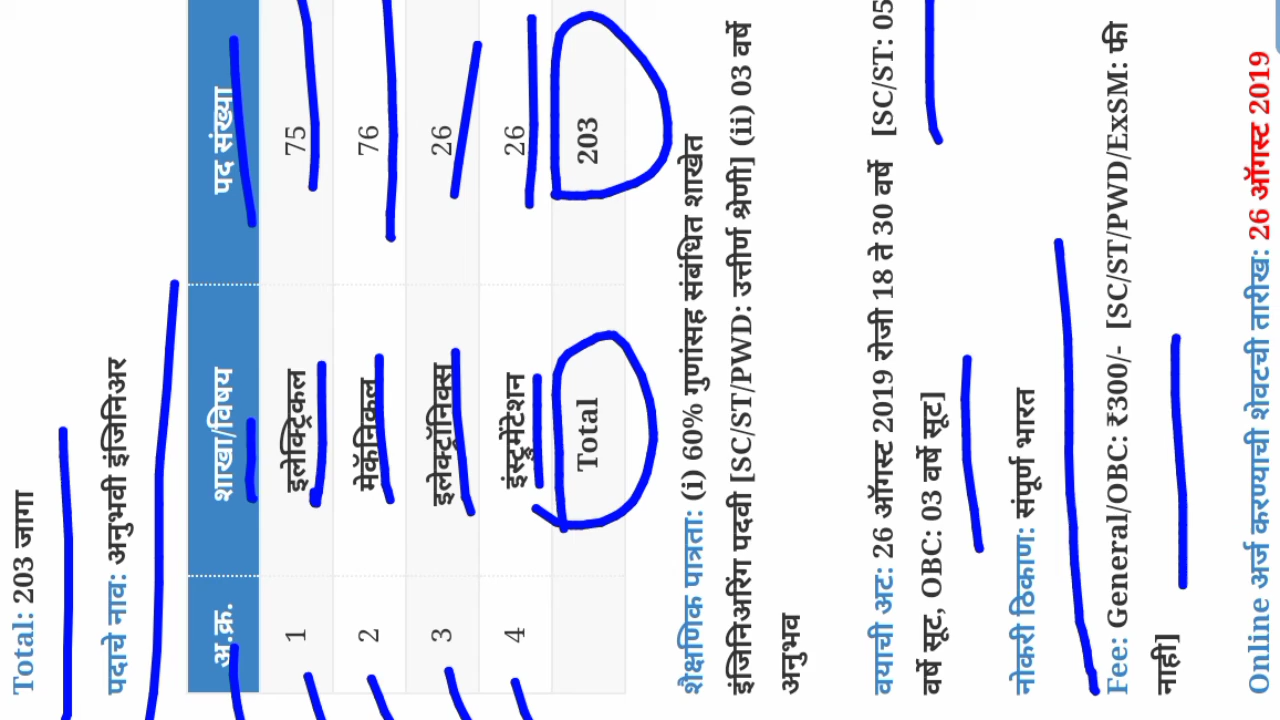 Total: 203 जागा
पदाचे नाव: अनुभवी इंजिनिअर
अ.क्र. शाखा/विषय पद संख्या
1 इलेक्ट्रिकल 75
2 मेकॅनिकल 76
3 इलेक्ट्रॉनिक्स 26
4 इंस्ट्रूमेंटेशन 26
Total 203
शैक्षणिक पात्रता: (i) 60% गुणांसह संबंधित शाखेत
इंजिनिअरिंग पदवी [SC/ST/PWD: उत्तीर्ण श्रेणी] (ii) 03 वर्षे
अनुभव
वयाची अट: 26 ऑगस्ट 2019 रोजी 18 ते 30 वर्षे [SC/ST: 05
वर्षे सूट, OBC: 03 वर्षे सूट]
नोकरी ठिकाण: संपूर्ण भारत
Fee: General/OBC: ₹300/- [SC/ST/PWD/ExSM: फी
नाही]
Online अर्ज करण्याची शेवटची तारीख: 26 ऑगस्ट 2019